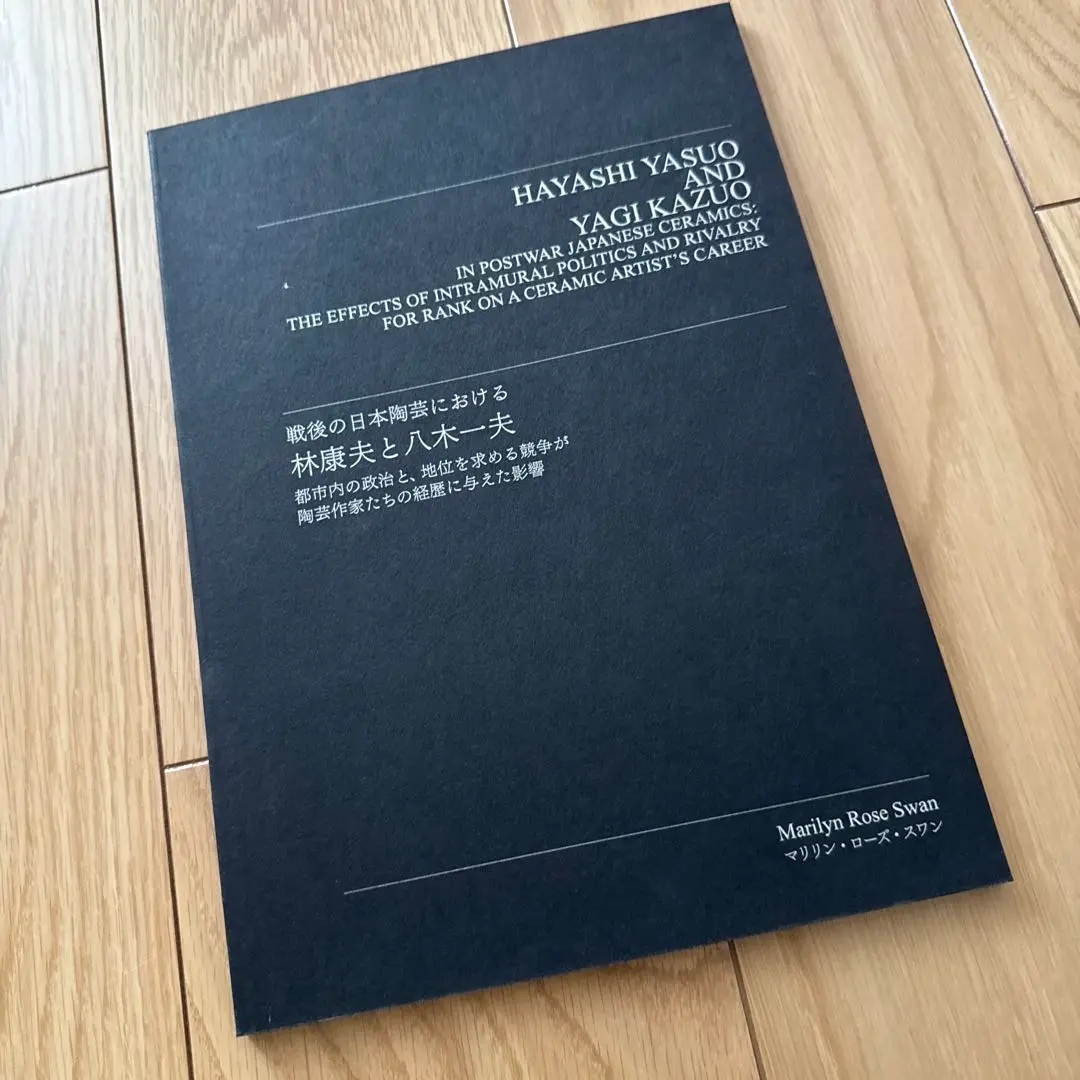 HAYASHI YASUO
AND
YAGI KAZUO
IN POSTWAR JAPANESE CERAMICS:
THE EFFECTS OF INTRAMURAL POLITICS AND RIVALRY
FOR RANK ON A CERAMIC ARTIST'S CAREER
戦後の日本陶芸における
林康夫と八木一夫
都市内の政治と、地位を求める競争が
陶芸作家たちの経歴に与えた影響
Marilyn Rose Swan
マリリン・ローズ・スワン